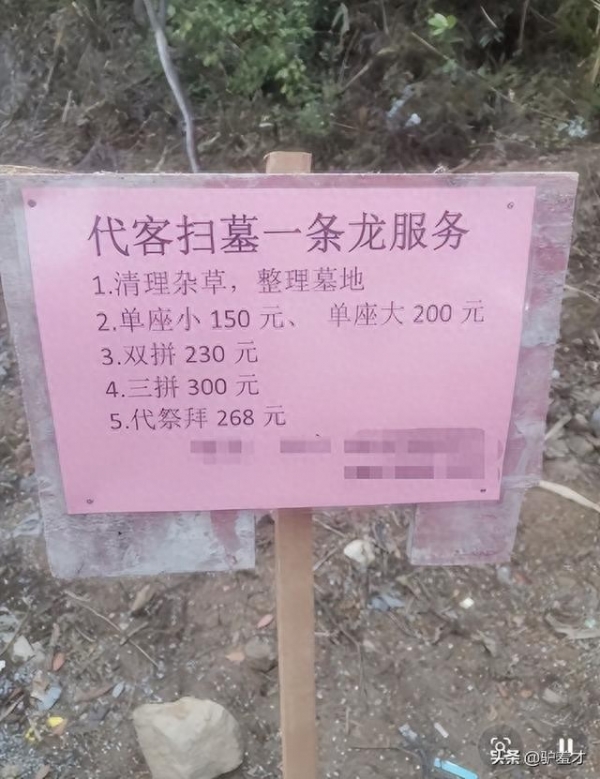 代客扫墓一条龙服务
1.清理杂草，整理墓地
2.单座小 150 元、 单座大 200 元
3.双拼 230 元
4.三拼 300 元
5.代祭拜 268 元
头条 @驴羞才